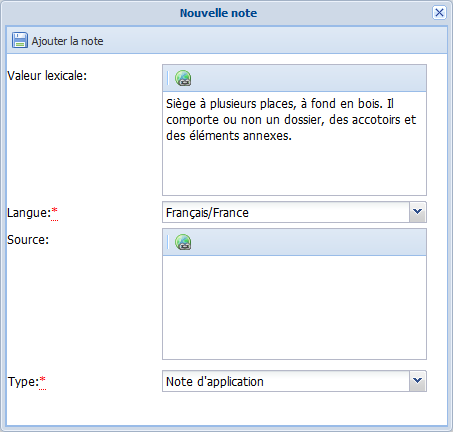 Nouvelle note
Ajouter la note
Valeur lexicale:
Siège à plusieurs places, à fond en bois. Il
comporte ou non un dossier, des accotoirs et
des éléments annexes.
Langue:*
Français/France
Source:
Type:*
Note d'application